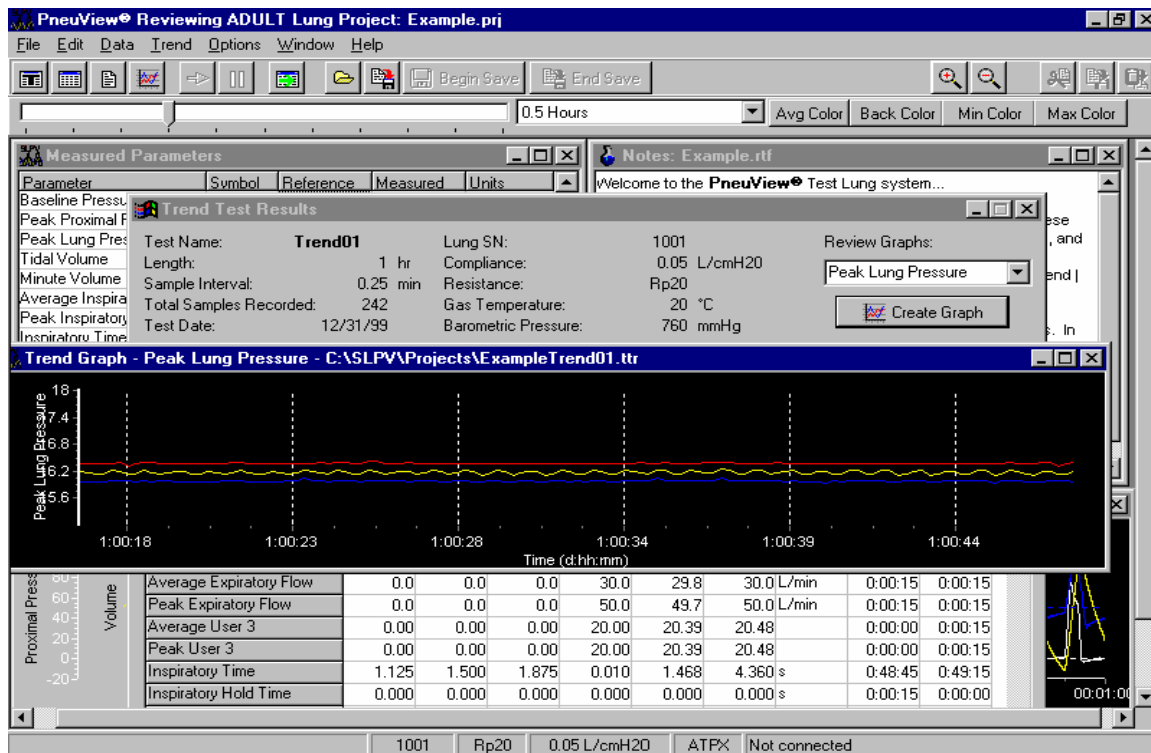 PneuView® Reviewing ADULT Lung Project: Example.prj
File Edit Data Trend Options Window Help
Begin Save End Save
0.5 Hours Avg Color Back Color Min Color Max Color
Measured Parameters
Parameter Symbol Reference Measured Units
Baseline Pressu
Peak Proximal P
Peak Lung Pres
Tidal Volume
Minute Volume
Average Inspira
Peak Inspiratory
Inspiratory Time
Notes: Example.rtf
Welcome to the PneuView® Test Lung system...
ese
, and
end |
s. In
Trend Test Results
Test Name: Trend01 Lung SN: 1001 Review Graphs:
Length: 1 hr Compliance: 0.05 L/cmH20 Peak Lung Pressure
Sample Interval: 0.25 min Resistance: Rp20
Total Samples Recorded: 242 Gas Temperature: 20 °C Create Graph
Test Date: 12/31/99 Barometric Pressure: 760 mmHg
Trend Graph - Peak Lung Pressure - C:\SLPV\Projects\ExampleTrend01.ttr
Peak Lung Pressure
18
7.4
6.8
6.2
5.6
1:00:18 1:00:23 1:00:28 1:00:34 1:00:39 1:00:44
Time (d:hh:mm)
Proximal Press
80
60
40
20
0
-20
Volume
Average Expiratory Flow 0.0 0.0 0.0 30.0 29.8 30.0 L/min 0:00:15 0:00:15
Peak Expiratory Flow 0.0 0.0 0.0 50.0 49.7 50.0 L/min 0:00:15 0:00:15
Average User 3 0.00 0.00 0.00 20.00 20.39 20.48 0:00:00 0:00:15
Peak User 3 0.00 0.00 0.00 20.00 20.39 20.48 0:00:00 0:00:15
Inspiratory Time 1.125 1.500 1.875 0.010 1.468 4.360 s 0:48:45 0:49:15
Inspiratory Hold Time 0.000 0.000 0.000 0.000 0.000 0.000 s 0:00:15 0:00:00
00:01:00
1001 Rp20 0.05 L/cmH20 ATPX Not connected